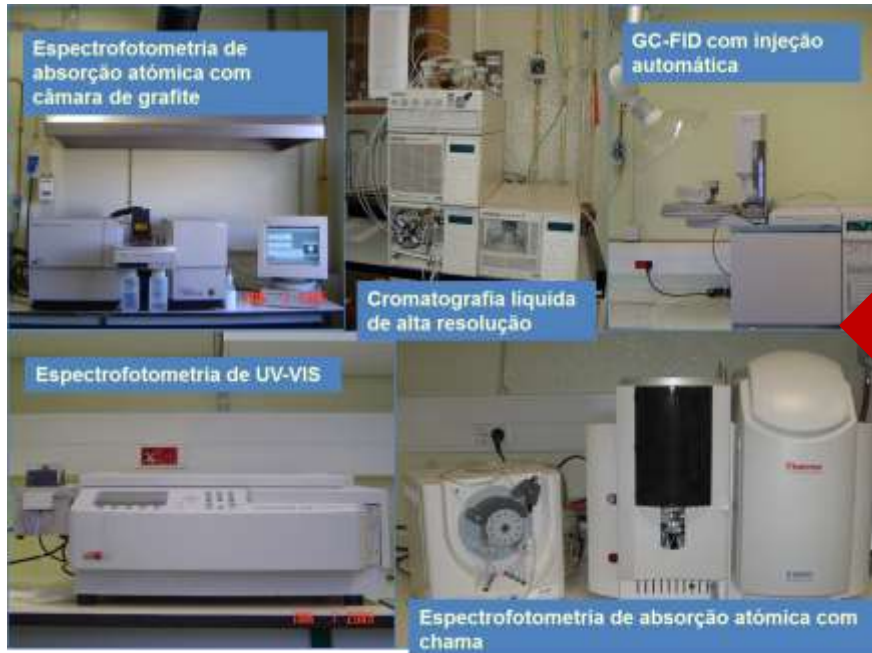 Espectrofotometria de
absorção atómica com
câmara de grafite
GC-FID com injeção
automática
Cromatografia líquida
de alta resolução
Espectrofotometria de UV-VIS
Thermo
Espectrofotometria de absorção atómica com
chama